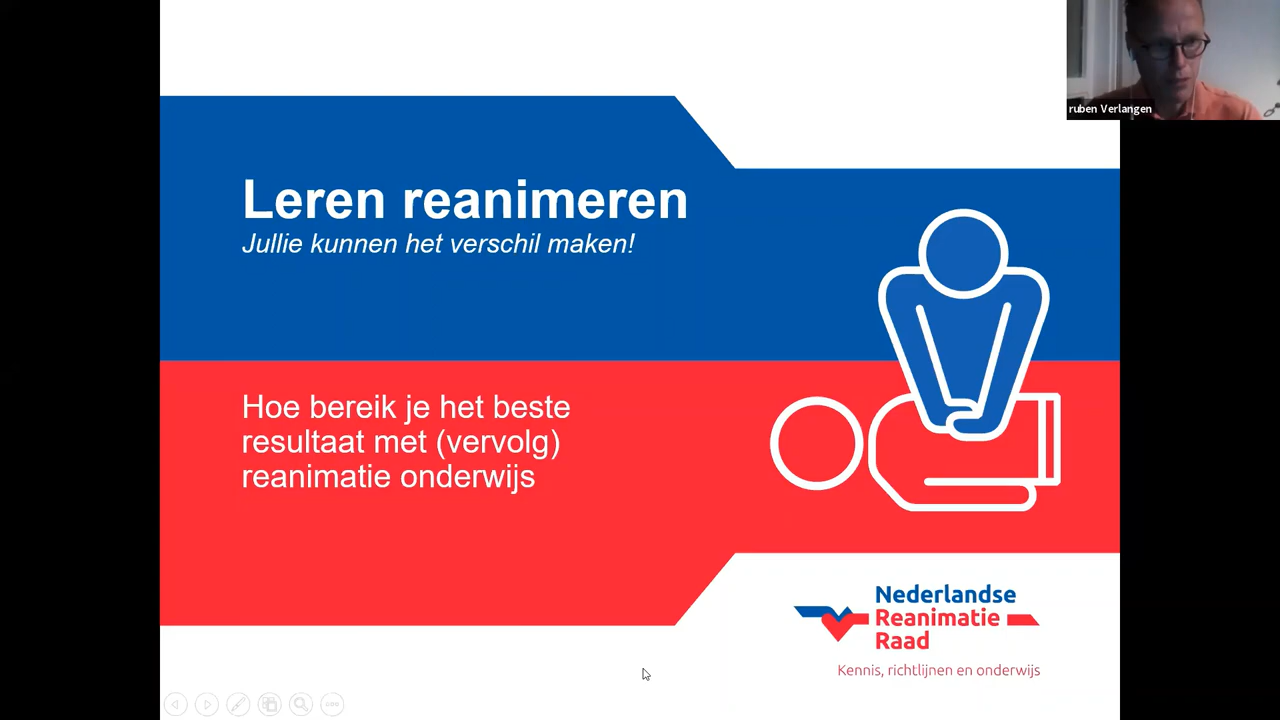 ruben Verlangen
Leren reanimeren
Jullie kunnen het verschil maken!
Hoe bereik je het beste
resultaat met (vervolg)
reanimatie onderwijs
Nederlandse
Reanimatie
Raad
Kennis, richtlijnen en onderwijs